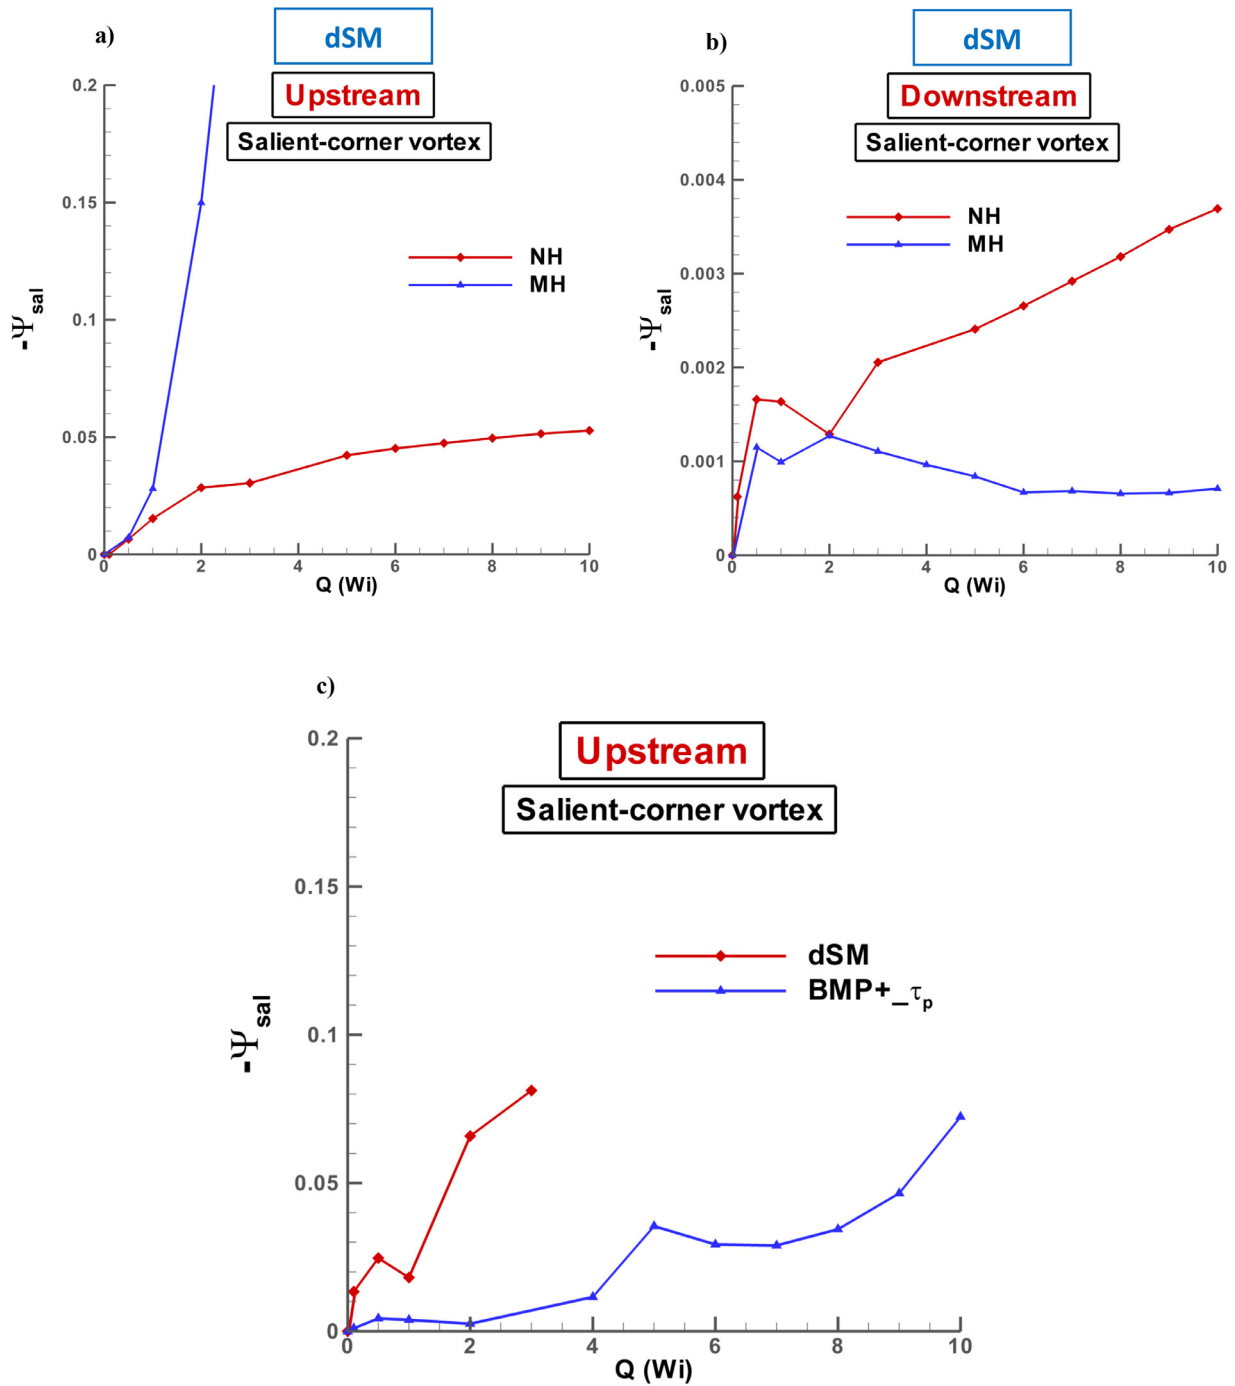 a)
dSM
Upstream
Salient-corner vortex
0.2
0.15
0.1
0.05
0
-Ψsal
NH
MH
0 2 4 6 8 10
Q (Wi)
b)
dSM
Downstream
Salient-corner vortex
0.005
0.004
0.003
0.002
0.001
0
-Ψsal
NH
MH
0 2 4 6 8 10
Q (Wi)
c)
Upstream
Salient-corner vortex
0.2
0.15
0.1
0.05
0
-Ψsal
dSM
BMP+_τp
0 2 4 6 8 10
Q (Wi)